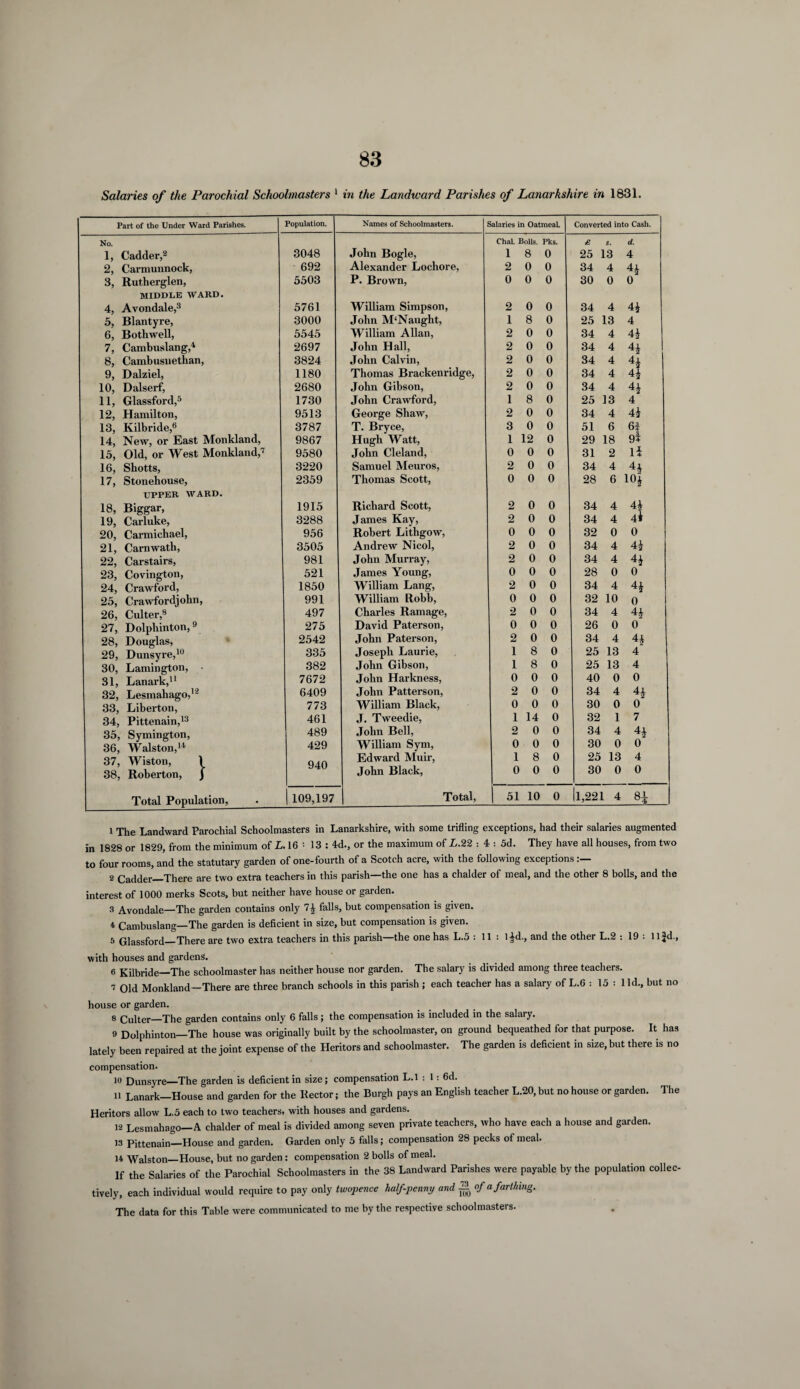 83
Salaries of the Parochial Schoolmasters ¹ in the Landward Parishes of Lanarkshire in 1831.
Part of the Under Ward Parishes. Population. Names of Schoolmasters. Salaries in Oatmeal. Converted into Cash.
No. Chal. Bolls. Pks. £ s. d.
1, Cadder,² 3048 John Bogle, 1 8 0 25 13 4
2, Carmunnock, 692 Alexander Lochore, 2 0 0 34 4 4½
3, Rutherglen, 5503 P. Brown, 0 0 0 30 0 0
MIDDLE WARD.
4, Avondale,³ 5761 William Simpson, 2 0 0 34 4 4½
5, Blantyre, 3000 John M‘Naught, 1 8 0 25 13 4
6, Bothwell, 5545 William Allan, 2 0 0 34 4 4½
7, Cambuslang,⁴ 2697 John Hall, 2 0 0 34 4 4½
8, Cambusnethan, 3824 John Calvin, 2 0 0 34 4 4½
9, Dalziel, 1180 Thomas Brackenridge, 2 0 0 34 4 4½
10, Dalserf, 2680 John Gibson, 2 0 0 34 4 4½
11, Glassford,⁵ 1730 John Crawford, 1 8 0 25 13 4
12, Hamilton, 9513 George Shaw, 2 0 0 34 4 4½
13, Kilbride,⁶ 3787 T. Bryce, 3 0 0 51 6 6¾
14, New, or East Monkland, 9867 Hugh Watt, 1 12 0 29 18 9¾
15, Old, or West Monkland,⁷ 9580 John Cleland, 0 0 0 31 2 1¾
16, Shotts, 3220 Samuel Meuros, 2 0 0 34 4 4½
17, Stonehouse, 2359 Thomas Scott, 0 0 0 28 6 10½
UPPER WARD.
18, Biggar, 1915 Richard Scott, 2 0 0 34 4 4½
19, Carluke, 3288 James Kay, 2 0 0 34 4 4½
20, Carmichael, 956 Robert Lithgow, 0 0 0 32 0 0
21, Carnwath, 3505 Andrew Nicol, 2 0 0 34 4 4½
22, Carstairs, 981 John Murray, 2 0 0 34 4 4½
23, Covington, 521 James Young, 0 0 0 28 0 0
24, Crawford, 1850 William Lang, 2 0 0 34 4 4½
25, Crawfordjohn, 991 William Robb, 0 0 0 32 10 0
26, Culter,⁸ 497 Charles Ramage, 2 0 0 34 4 4½
27, Dolphinton,⁹ 275 David Paterson, 0 0 0 26 0 0
28, Douglas, 2542 John Paterson, 2 0 0 34 4 4½
29, Dunsyre,¹⁰ 335 Joseph Laurie, 1 8 0 25 13 4
30, Lamington, 382 John Gibson, 1 8 0 25 13 4
31, Lanark,¹¹ 7672 John Harkness, 0 0 0 40 0 0
32, Lesmahago,¹² 6409 John Patterson, 2 0 0 34 4 4½
33, Liberton, 773 William Black, 0 0 0 30 0 0
34, Pittenain,¹³ 461 J. Tweedie, 1 14 0 32 1 7
35, Symington, 489 John Bell, 2 0 0 34 4 4½
36, Walston,¹⁴ 429 William Sym, 0 0 0 30 0 0
37, Wiston, } 940 Edward Muir, 1 8 0 25 13 4
38, Roberton, } John Black, 0 0 0 30 0 0
Total Population, . 109,197 Total, 51 10 0 1,221 4 8½
1 The Landward Parochial Schoolmasters in Lanarkshire, with some trifling exceptions, had their salaries augmented
in 1828 or 1829, from the minimum of L.16 : 13 : 4d., or the maximum of L.22 : 4 : 5d. They have all houses, from two
to four rooms, and the statutary garden of one-fourth of a Scotch acre, with the following exceptions :—
2 Cadder—There are two extra teachers in this parish—the one has a chalder of meal, and the other 8 bolls, and the
interest of 1000 merks Scots, but neither have house or garden.
3 Avondale—The garden contains only 7½ falls, but compensation is given.
4 Cambuslang—The garden is deficient in size, but compensation is given.
5 Glassford—There are two extra teachers in this parish—the one has L.5 : 11 : 1½d., and the other L.2 : 19 : 11¾d.,
with houses and gardens.
6 Kilbride—The schoolmaster has neither house nor garden. The salary is divided among three teachers.
7 Old Monkland—There are three branch schools in this parish ; each teacher has a salary of L.6 : 15 : 11d., but no
house or garden.
8 Culter—The garden contains only 6 falls ; the compensation is included in the salary.
9 Dolphinton—The house was originally built by the schoolmaster, on ground bequeathed for that purpose. It has
lately been repaired at the joint expense of the Heritors and schoolmaster. The garden is deficient in size, but there is no
compensation.
10 Dunsyre—The garden is deficient in size ; compensation L.1 : 1 : 6d.
11 Lanark—House and garden for the Rector ; the Burgh pays an English teacher L.20, but no house or garden. The
Heritors allow L.5 each to two teachers, with houses and gardens.
12 Lesmahago—A chalder of meal is divided among seven private teachers, who have each a house and garden.
13 Pittenain—House and garden. Garden only 5 falls ; compensation 28 pecks of meal.
14 Walston—House, but no garden : compensation 2 bolls of meal.
If the Salaries of the Parochial Schoolmasters in the 38 Landward Parishes were payable by the population collec-
tively, each individual would require to pay only twopence half-penny and 73/100 of a farthing.
The data for this Table were communicated to me by the respective schoolmasters.